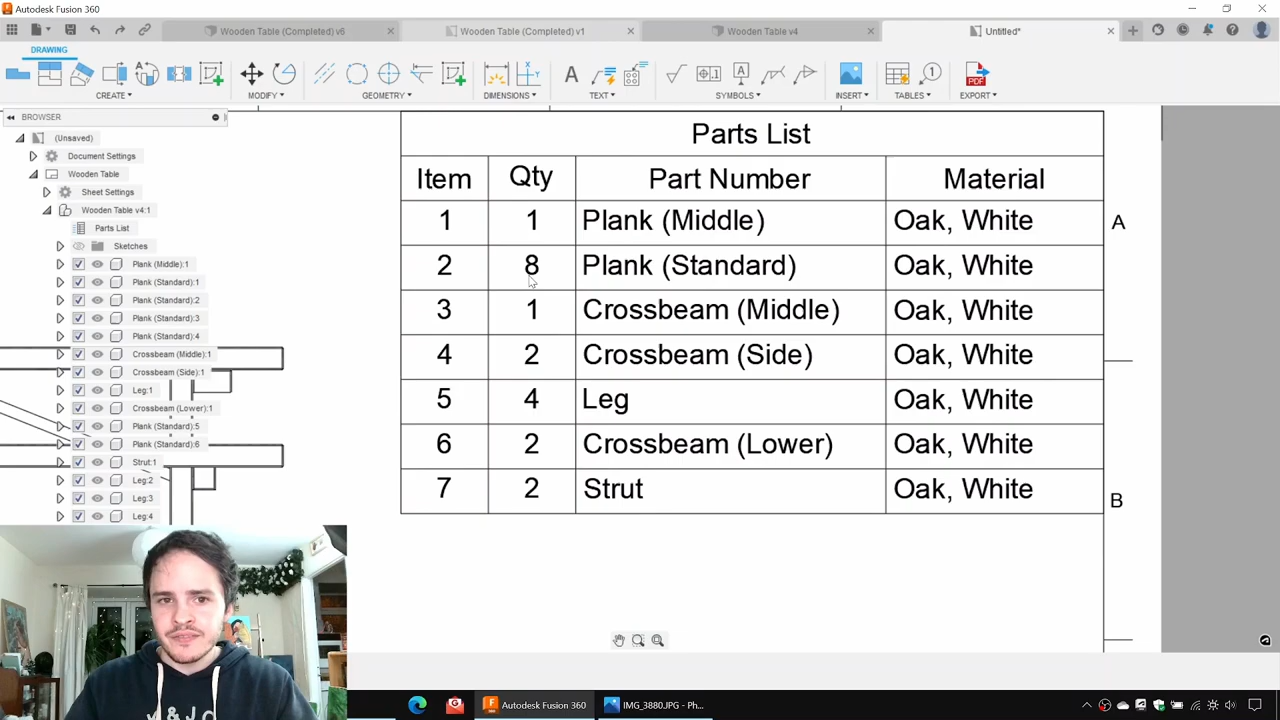 Autodesk Fusion 360
Wooden Table (Completed) v6
Wooden Table (Completed) v1
Wooden Table v4
Untitled*
DRAWING
CREATE
MODIFY
GEOMETRY
DIMENSIONS
TEXT
SYMBOLS
INSERT
TABLES
EXPORT
PDF
BROWSER
(Unsaved)
Document Settings
Wooden Table
Sheet Settings
Wooden Table v4:1
Parts List
Sketches
Plank (Middle):1
Plank (Standard):1
Plank (Standard):2
Plank (Standard):3
Plank (Standard):4
Crossbeam (Middle):1
Crossbeam (Side):1
Leg:1
Crossbeam (Lower):1
Plank (Standard):5
Plank (Standard):6
Strut:1
Leg:2
Leg:3
Leg:4
Parts List
Item Qty Part Number Material
1 1 Plank (Middle) Oak, White
2 8 Plank (Standard) Oak, White
3 1 Crossbeam (Middle) Oak, White
4 2 Crossbeam (Side) Oak, White
5 4 Leg Oak, White
6 2 Crossbeam (Lower) Oak, White
7 2 Strut Oak, White
A
B
Autodesk Fusion 360
IMG_3880.JPG - Ph...